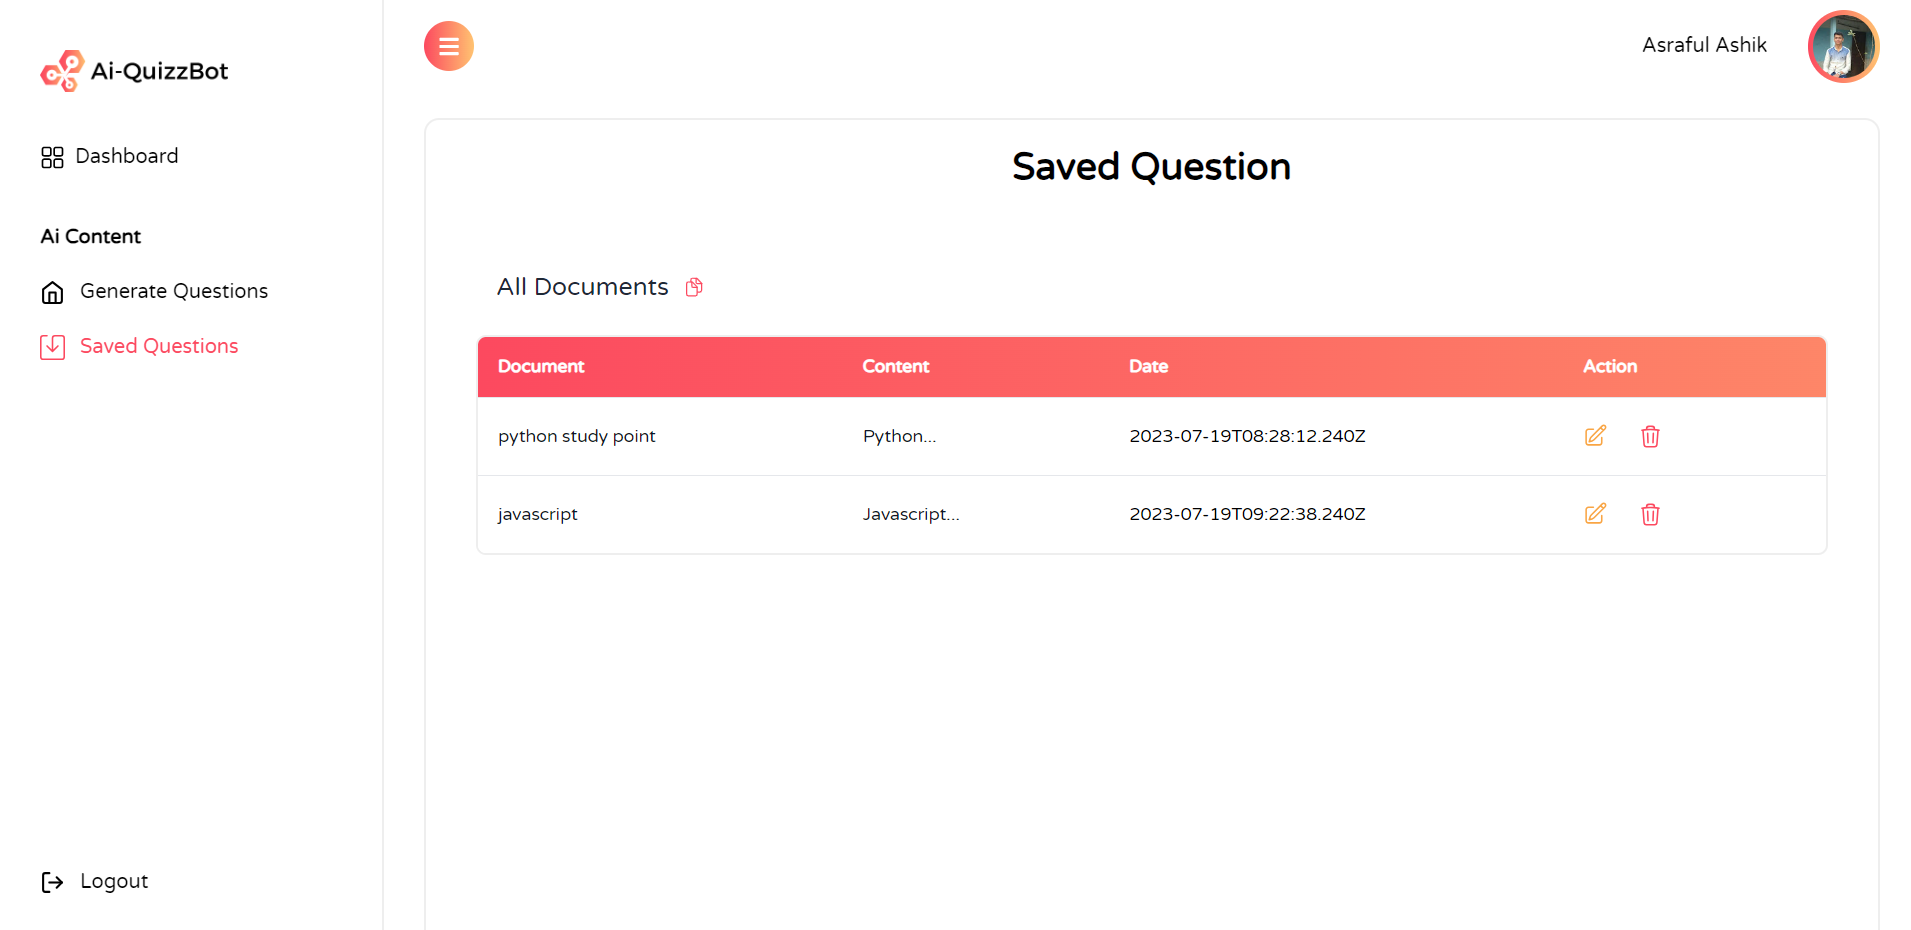 Ai-QuizzBot
Dashboard
Ai Content
Generate Questions
Saved Questions
Logout
Asraful Ashik
Saved Question
All Documents
Document Content Date Action
python study point Python... 2023-07-19T08:28:12.240Z
javascript Javascript... 2023-07-19T09:22:38.240Z